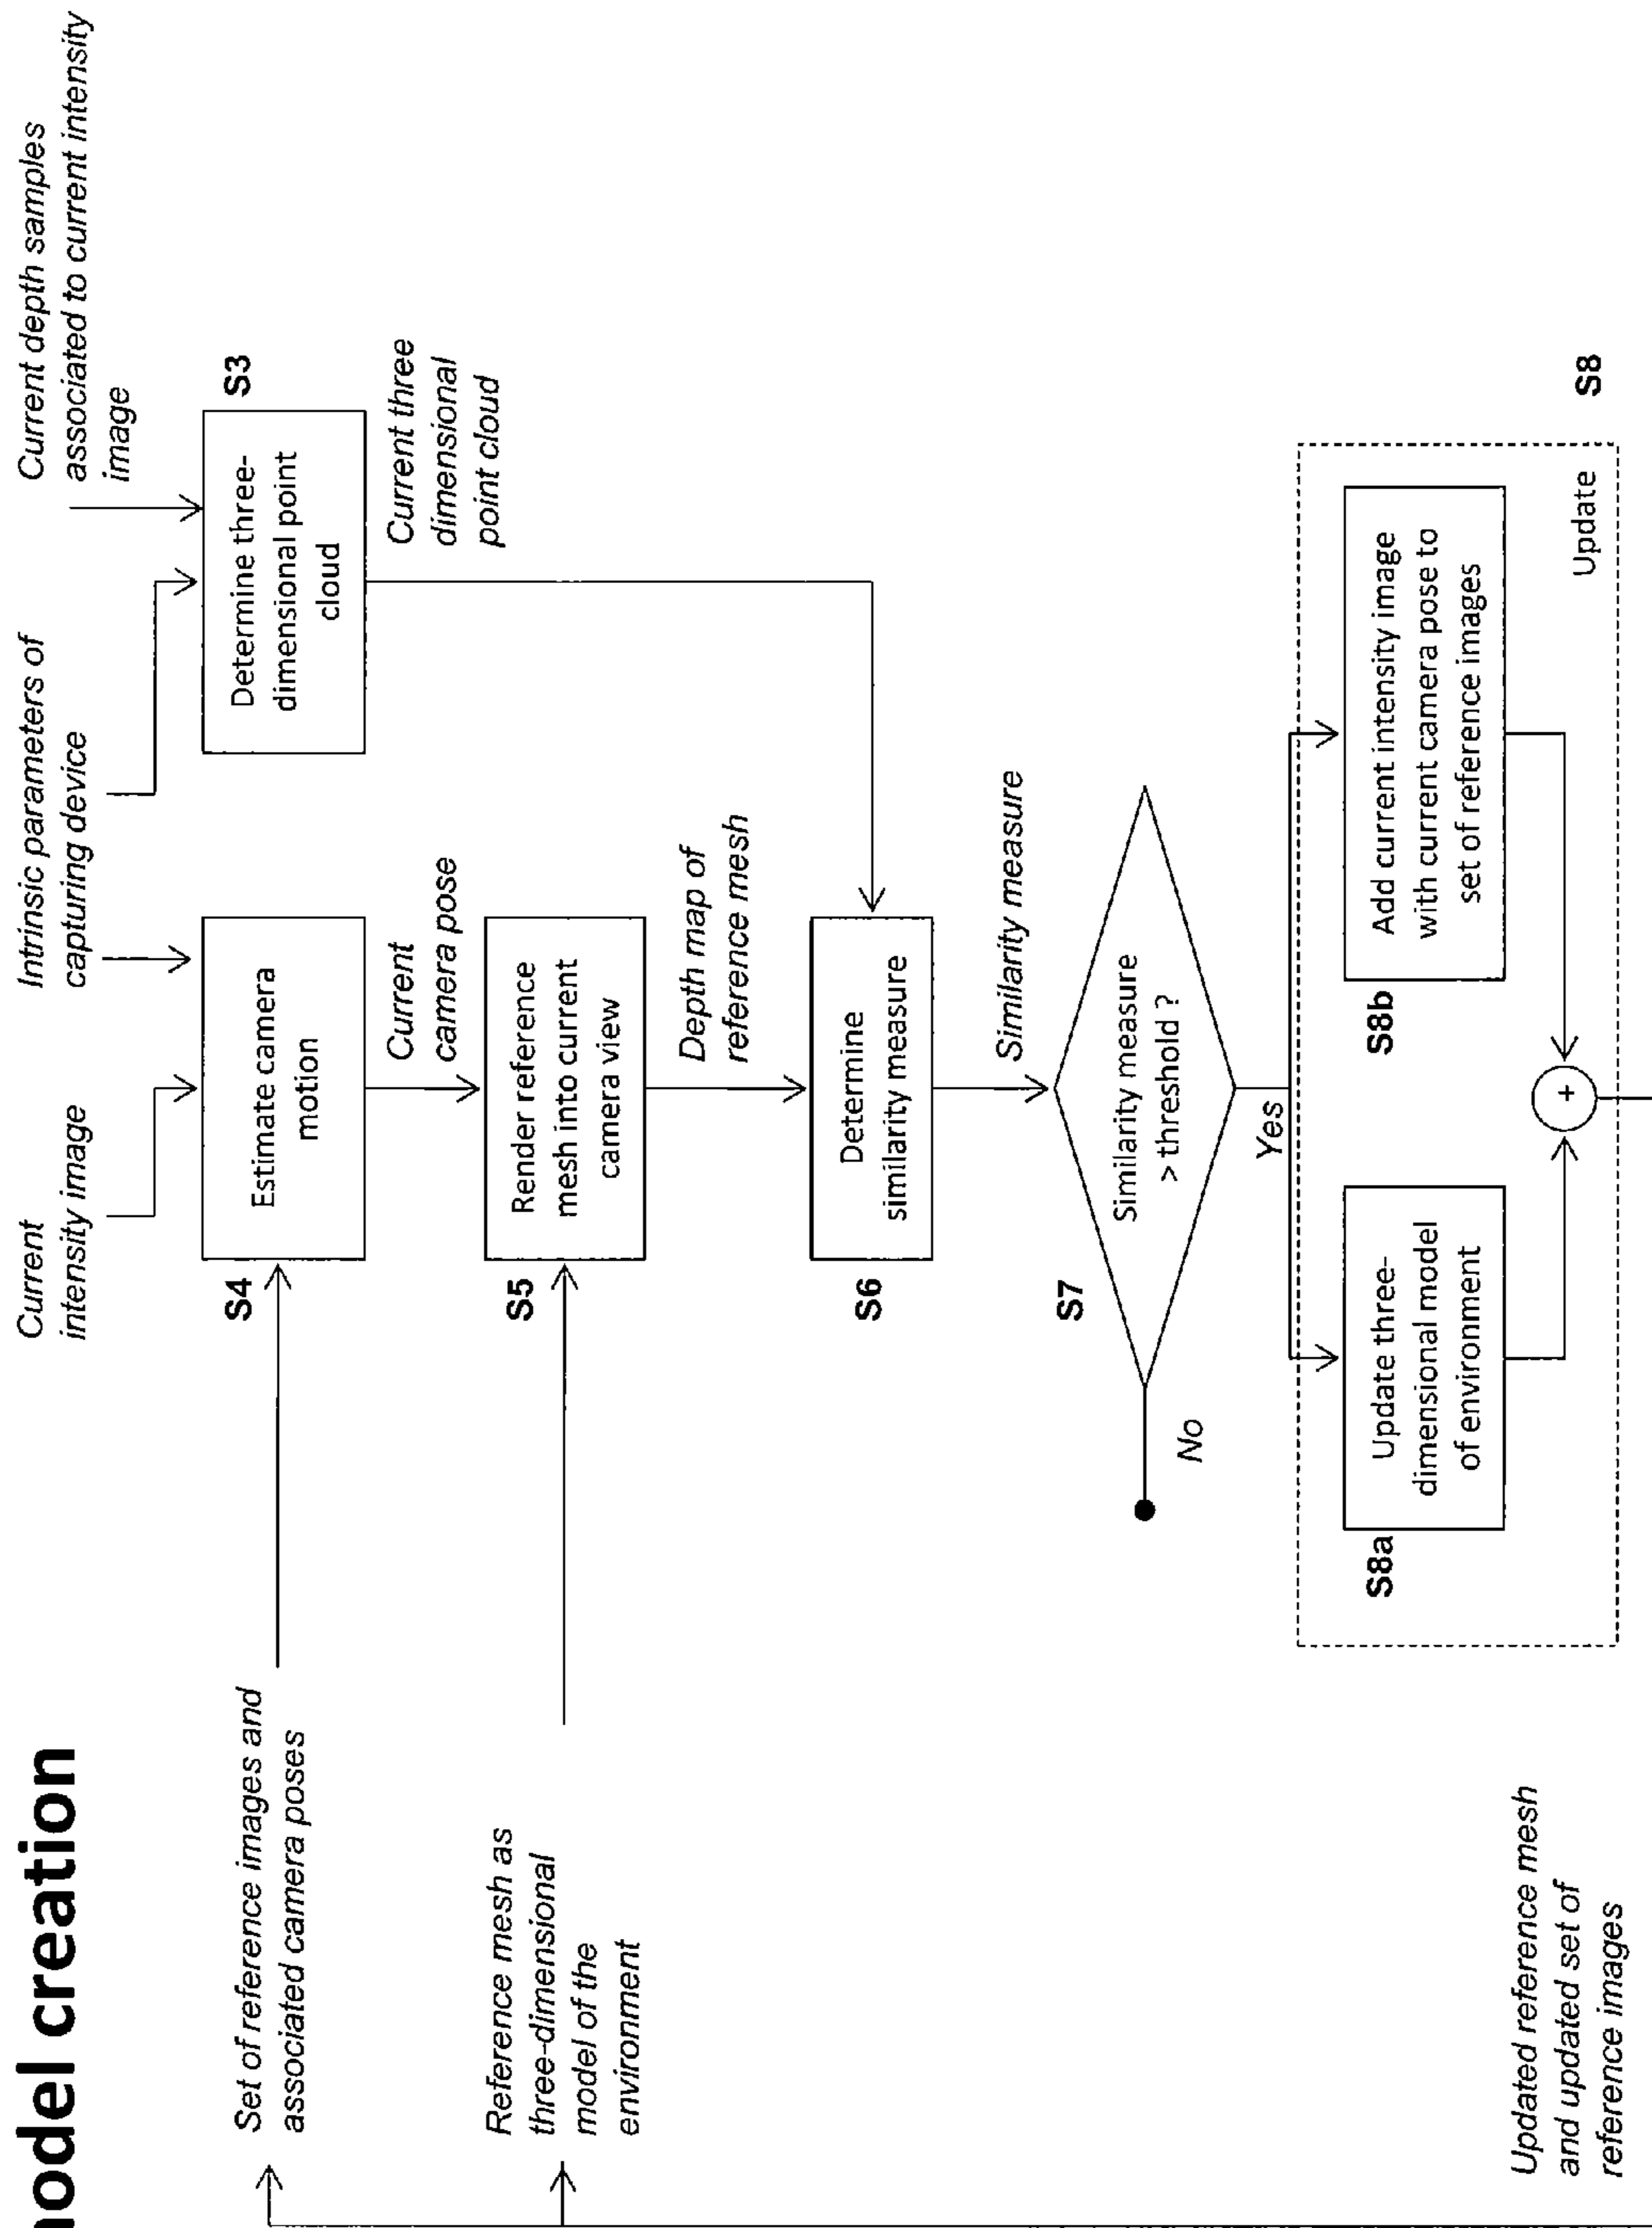 model creation
Current
intensity image
Intrinsic parameters of
capturing device
Current depth samples
associated to current intensity
image
Set of reference images and
associated camera poses
S4
Estimate camera
motion
S3
Determine three-
dimensional point
cloud
Current
camera pose
Current three
dimensional
point cloud
Reference mesh as
three-dimensional
model of the
environment
S5
Render reference
mesh into current
camera view
Depth map of
reference mesh
S6
Determine
similarity measure
Similarity measure
S7
Similarity measure
> threshold ?
No
Yes
S8a
Update three-
dimensional model
of environment
S8b
Add current intensity image
with current camera pose to
set of reference images
+
Update
S8
Updated reference mesh
and updated set of
reference images